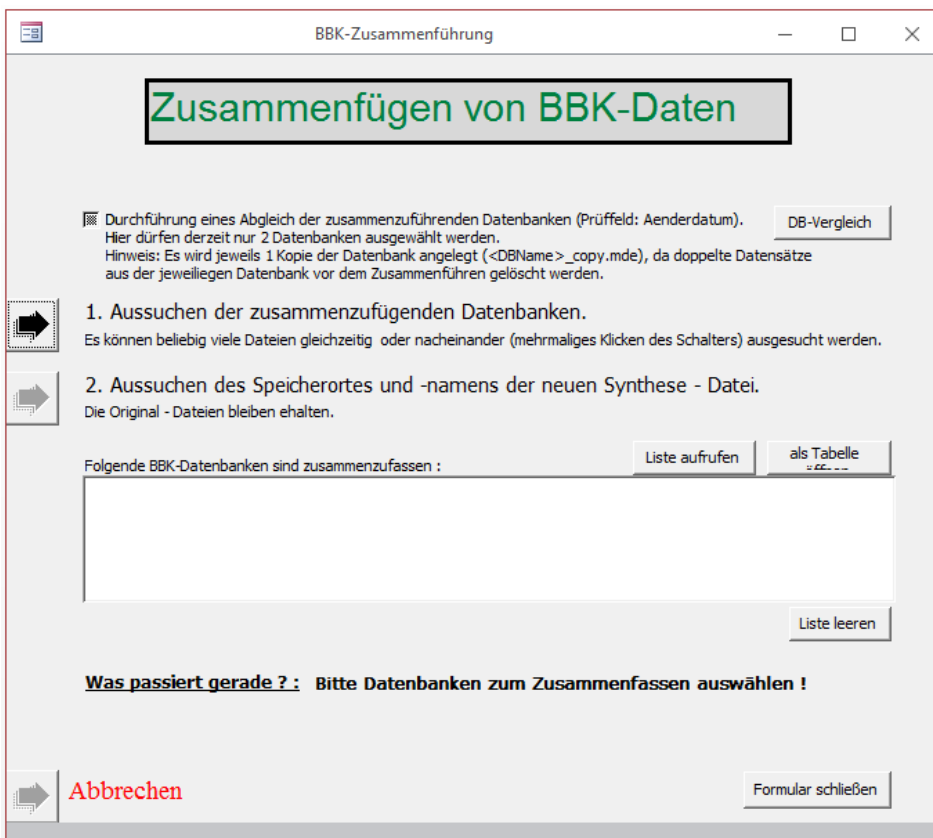 BBK-Zusammenführung
Zusammenfügen von BBK-Daten
Durchführung eines Abgleich der zusammenzuführenden Datenbanken (Prüffeld: Aenderdatum).
DB-Vergleich
Hier dürfen derzeit nur 2 Datenbanken ausgewählt werden.
Hinweis: Es wird jeweils 1 Kopie der Datenbank angelegt (<DBName>_copy.mde), da doppelte Datensätze
aus der jeweiliegen Datenbank vor dem Zusammenführen gelöscht werden.
1. Aussuchen der zusammenzufügenden Datenbanken.
Es können beliebig viele Dateien gleichzeitig oder nacheinander (mehrmaliges Klicken des Schalters) ausgesucht werden.
2. Aussuchen des Speicherortes und -namens der neuen Synthese - Datei.
Die Original - Dateien bleiben ehalten.
Folgende BBK-Datenbanken sind zusammenzufassen :
Liste aufrufen
als Tabelle
Liste leeren
Was passiert gerade ? : Bitte Datenbanken zum Zusammenfassen auswählen !
Abbrechen
Formular schließen